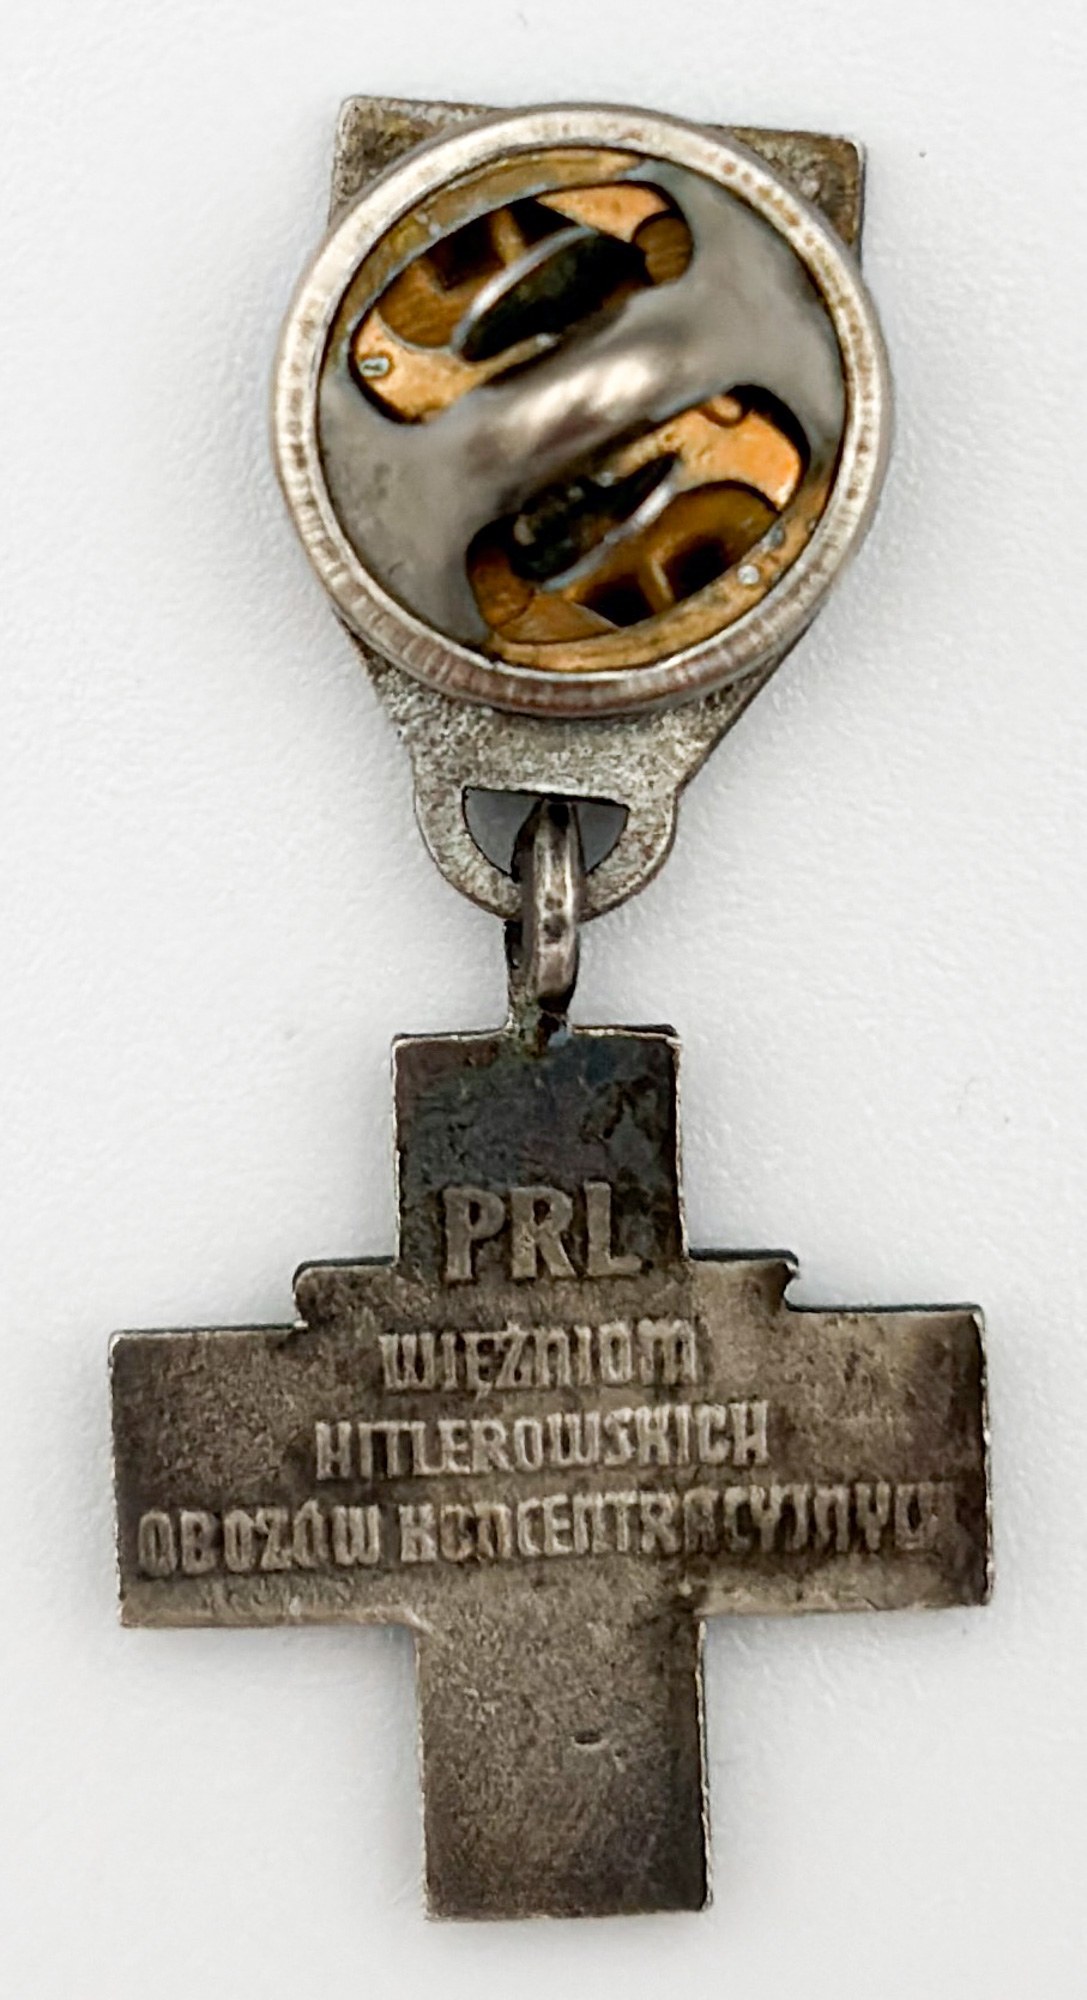 PRL
WIĘŹNIOM
HITLEROWSKICH
OBOZÓW KONCENTRACYJNYCH